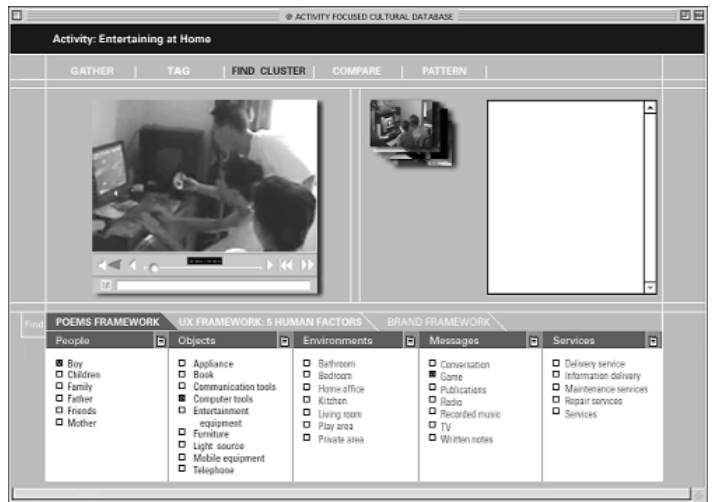 @ ACTIVITY FOCUSED CULTURAL DATABASE
Activity: Entertaining at Home
GATHER | TAG | FIND CLUSTER | COMPARE | PATTERN |
Find
POEMS FRAMEWORK
UX FRAMEWORK: 5 HUMAN FACTORS
BRAND FRAMEWORK
People
Boy
Children
Family
Father
Friends
Mother
Objects
Appliance
Book
Communication tools
Computer tools
Entertainment
equipment
Furniture
Light source
Mobile equipment
Telephone
Environments
Bathroom
Bedroom
Home office
Kitchen
Living room
Play area
Private area
Messages
Conversation
Game
Publications
Radio
Recorded music
TV
Written notes
Services
Delivery service
Information delivery
Maintenance services
Repair services
Services